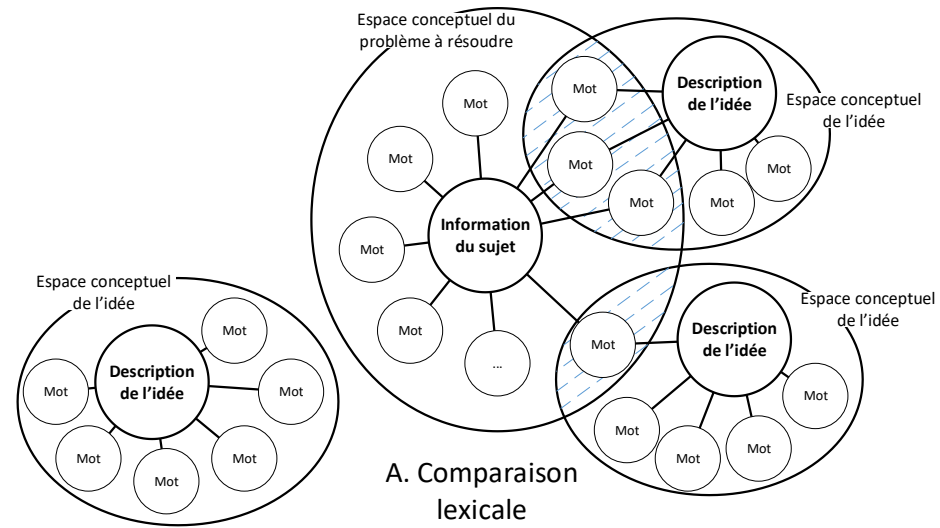 Espace conceptuel du
problème à résoudre
Mot
Mot
Mot
Mot
Mot
Mot
Mot
Information
du sujet
Mot
...
Description
de l'idée
Espace conceptuel
de l'idée
Mot
Mot
Espace conceptuel
de l'idée
Description
de l'idée
Mot
Mot
Mot
Mot
Mot
Mot
Espace conceptuel
de l'idée
Mot
Description
de l'idée
Mot
Mot
Mot
Mot
A. Comparaison
lexicale